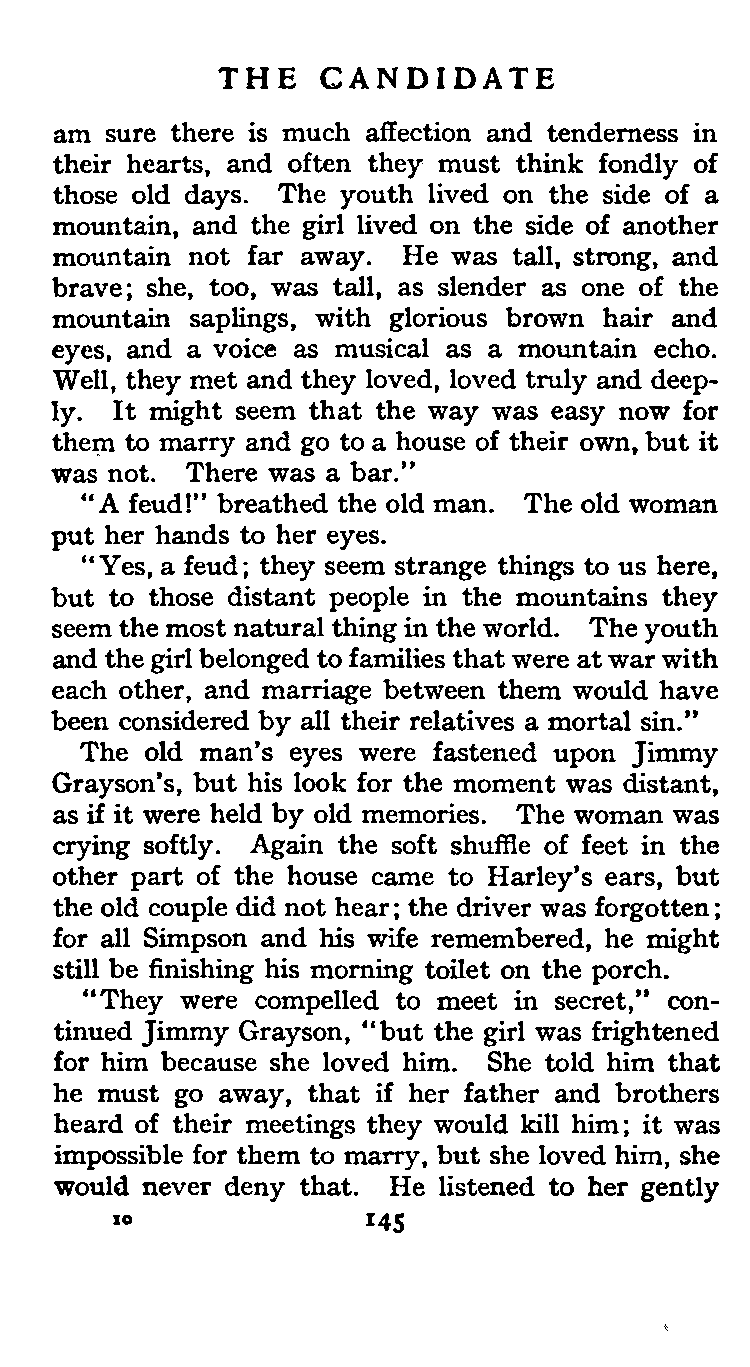 THE CANDIDATE
am sure there is much affection and tenderness in
their hearts, and often they must think fondly of
those old days. The youth lived on the side of a
mountain, and the girl lived on the side of another
mountain not far away. He was tall, strong, and
brave; she, too, was tall, as slender as one of the
mountain saplings, with glorious brown hair and
eyes, and a voice as musical as a mountain echo.
Well, they met and they loved, loved truly and deep-
ly. It might seem that the way was easy now for
them to marry and go to a house of their own, but it
was not. There was a bar."
"A feud!" breathed the old man. The old woman
put her hands to her eyes.
"Yes, a feud; they seem strange things to us here,
but to those distant people in the mountains they
seem the most natural thing in the world. The youth
and the girl belonged to families that were at war with
each other, and marriage between them would have
been considered by all their relatives a mortal sin."
The old man's eyes were fastened upon Jimmy
Grayson's, but his look for the moment was distant,
as if it were held by old memories. The woman was
crying softly. Again the soft shuffle of feet in the
other part of the house came to Harley's ears, but
the old couple did not hear; the driver was forgotten;
for all Simpson and his wife remembered, he might
still be finishing his morning toilet on the porch.
"They were compelled to meet in secret," con-
tinued Jimmy Grayson, "but the girl was frightened
for him because she loved him. She told him that
he must go away, that if her father and brothers
heard of their meetings they would kill him; it was
impossible for them to marry, but she loved him, she
would never deny that. He listened to her gently
10 145